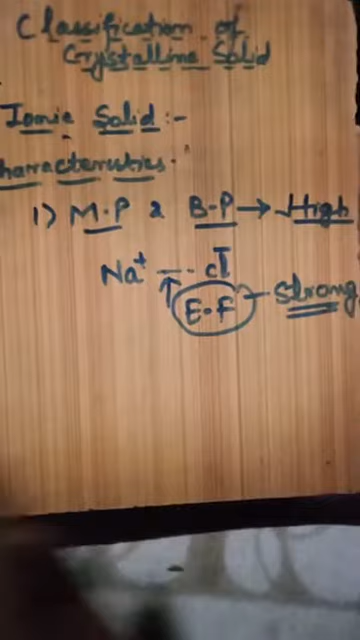 Classification of
Crystalline Solid
Ionic Solid :-
Characteristics.
1) M.P & B.P → High
Na⁺ --- Cl⁻
↑ E.F - Strong